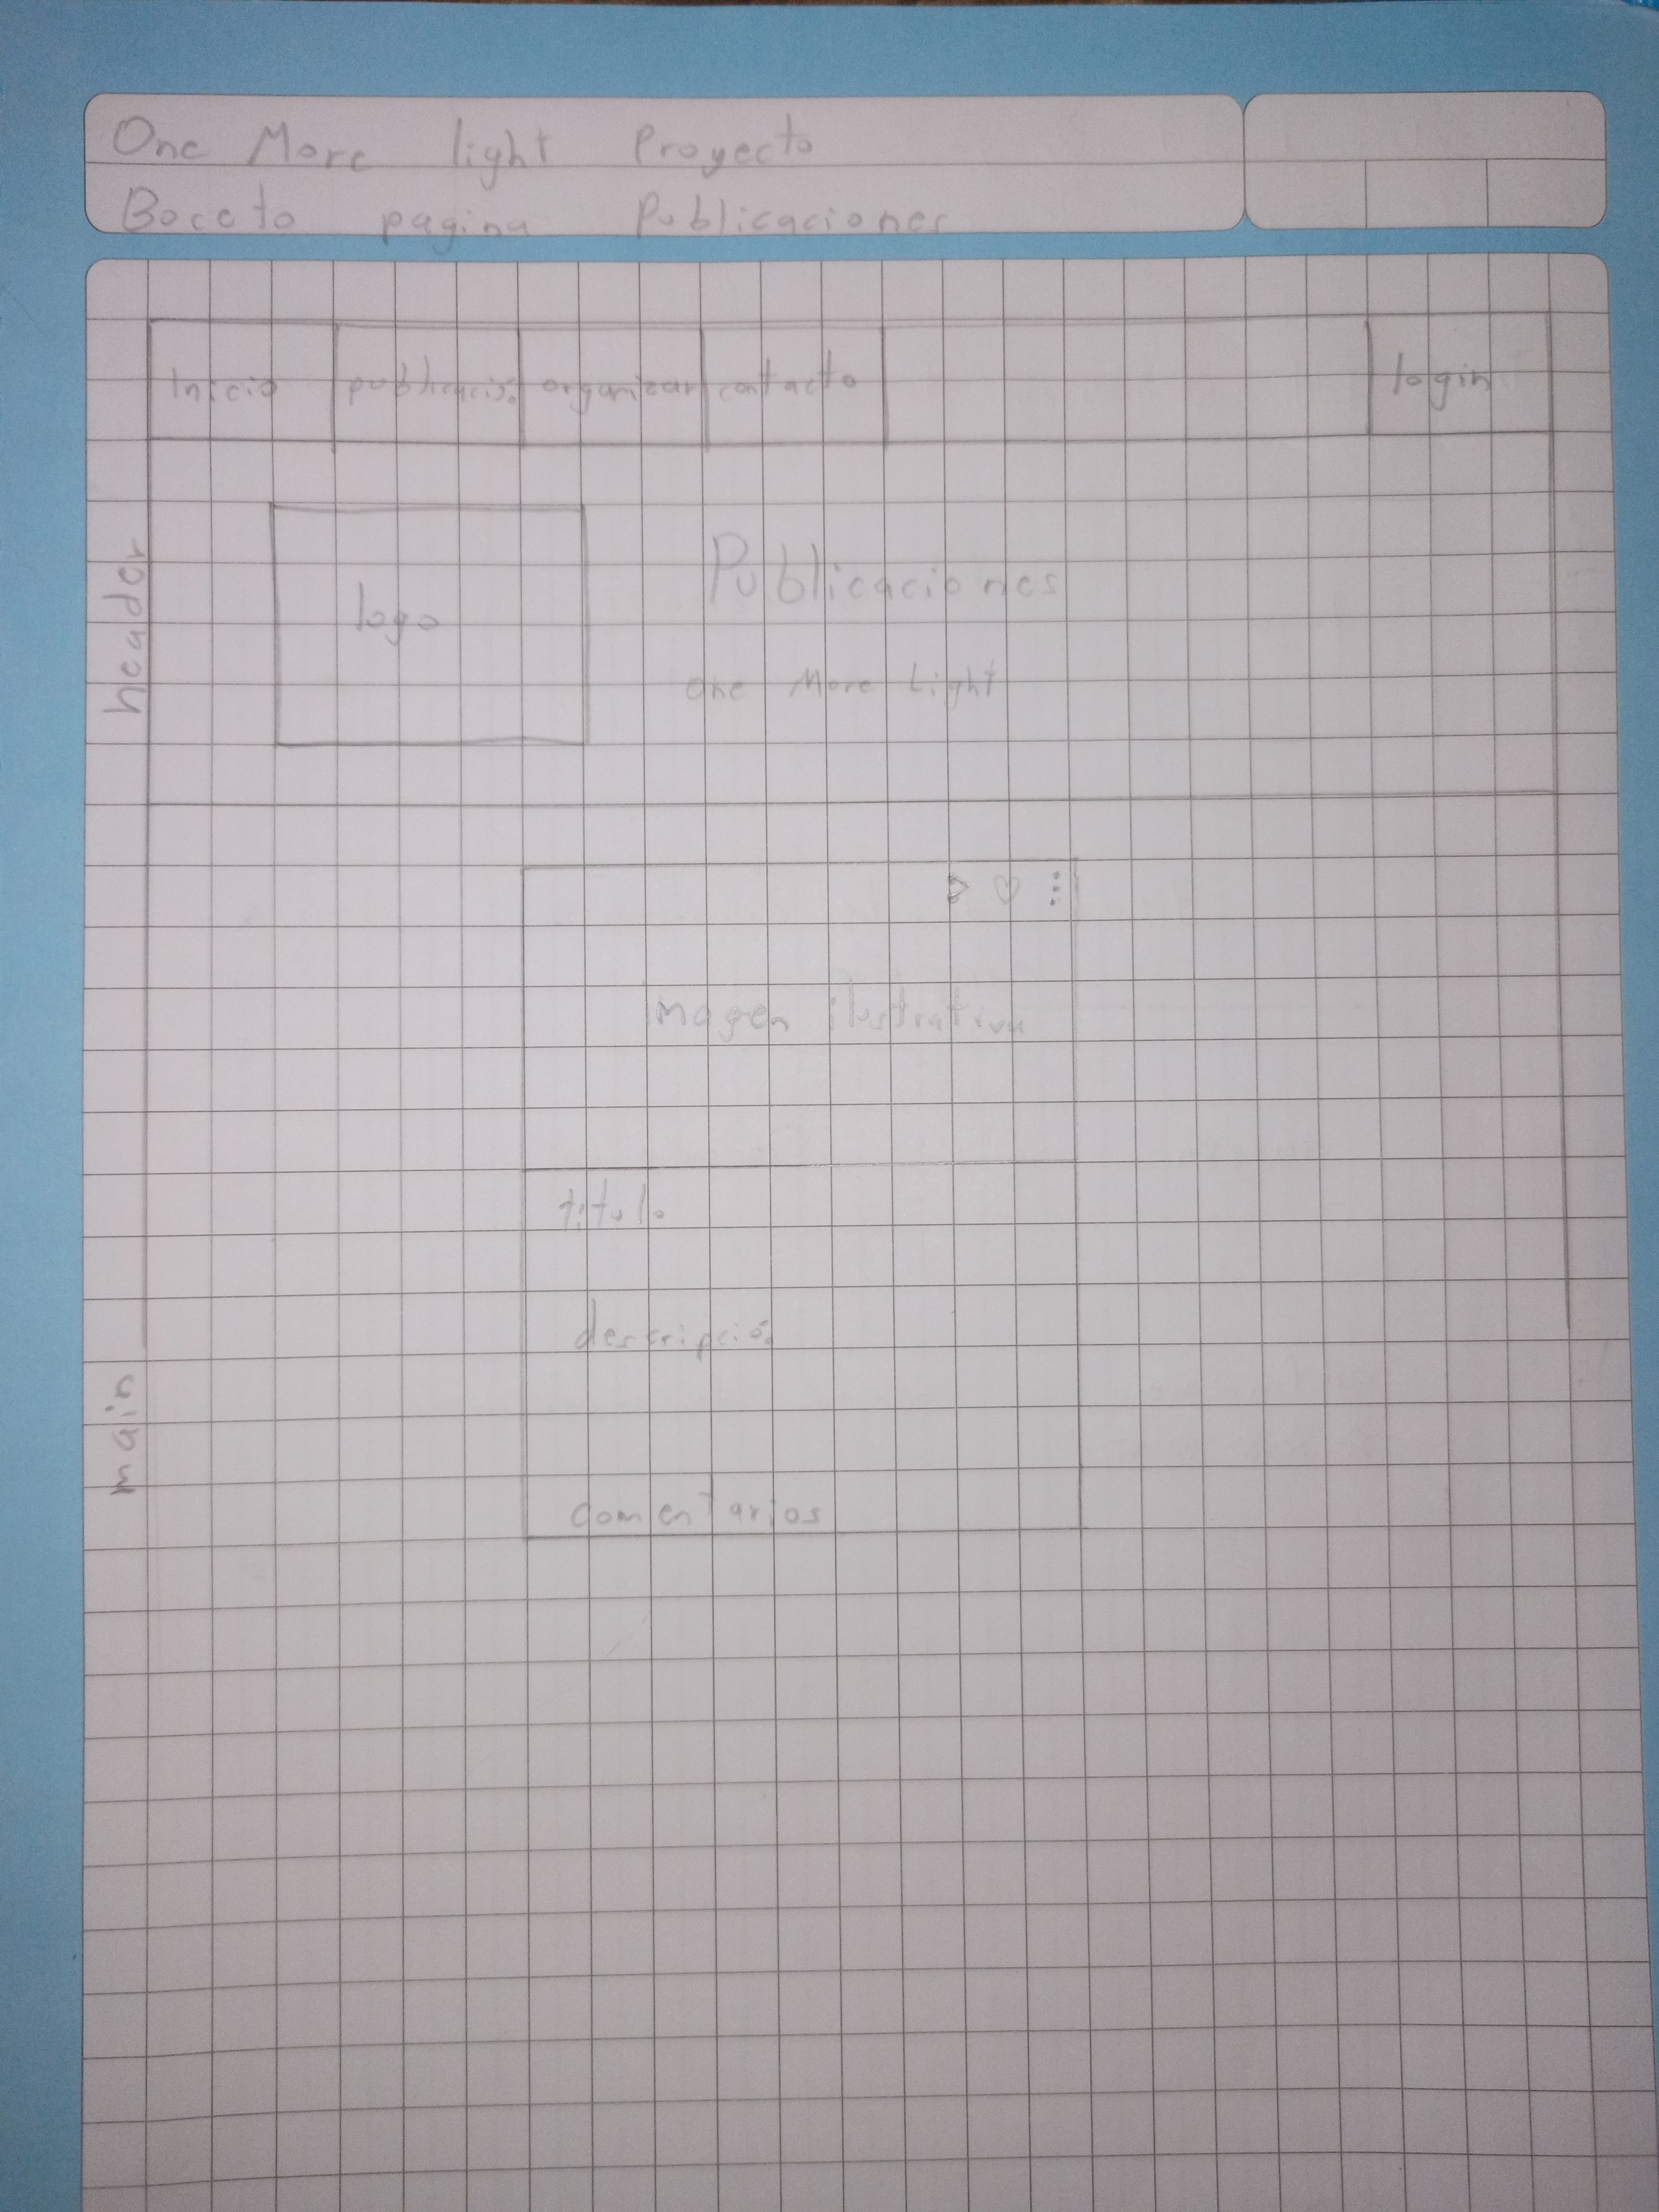 One More light Proyecto
Boceto pagina Publicaciones
Inicio publicació. organizar contacto login
header
logo
Publicaciones
One More Light
imagen ilustrativa
titulo
descripción
main
comentarios